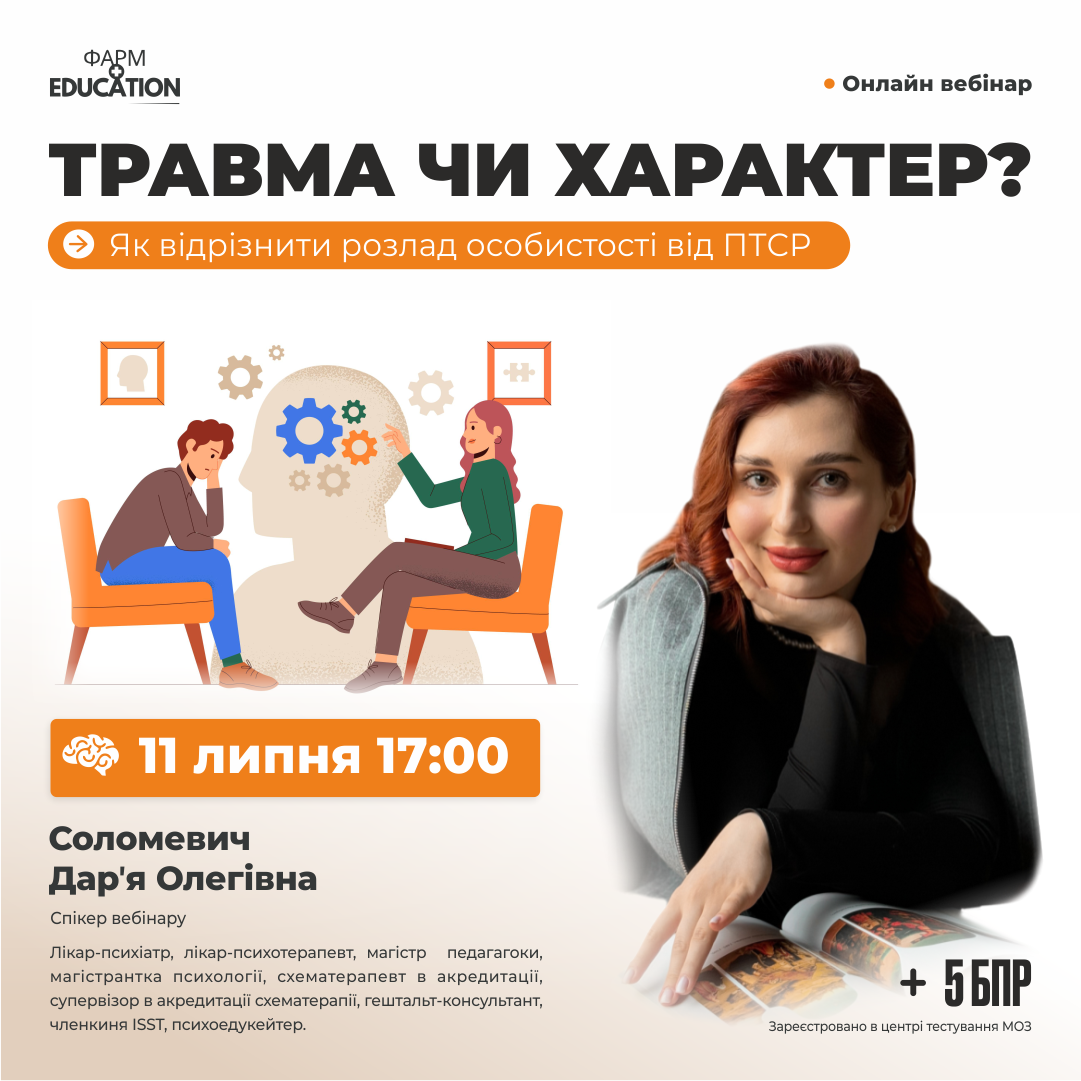 ФАРМ
EDUCATION
Онлайн вебінар
ТРАВМА ЧИ ХАРАКТЕР?
Як відрізнити розлад особистості від ПТСР
11 липня 17:00
Соломевич
Дар'я Олегівна
Спікер вебінару
Лікар-психіатр, лікар-психотерапевт, магістр педагагоки,
магістрантка психології, схематерапевт в акредитації,
супервізор в акредитації схематерапії, гештальт-консультант,
членкиня ISST, психоедукейтер.
+ 5 БПР
Зареєстровано в центрі тестування МОЗ